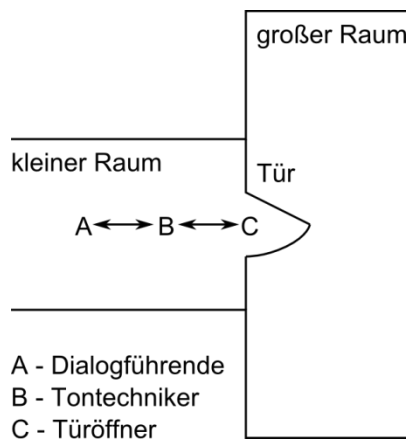 großer Raum
kleiner Raum
Tür
A B C
A - Dialogführende
B - Tontechniker
C - Türöffner